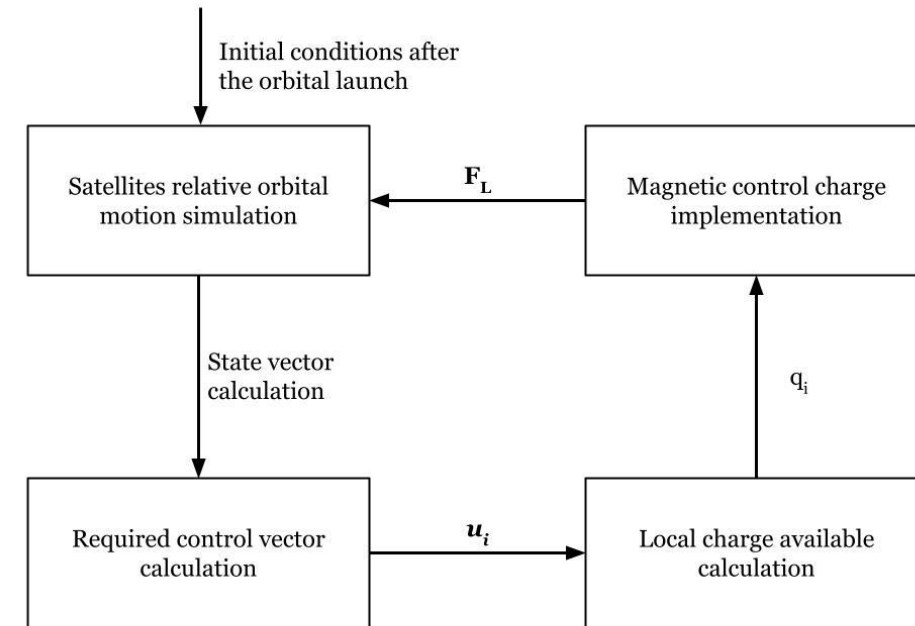 Initial conditions after
the orbital launch
Satellites relative orbital
motion simulation
F_L
Magnetic control charge
implementation
State vector
calculation
q_i
Required control vector
calculation
u_i
Local charge available
calculation